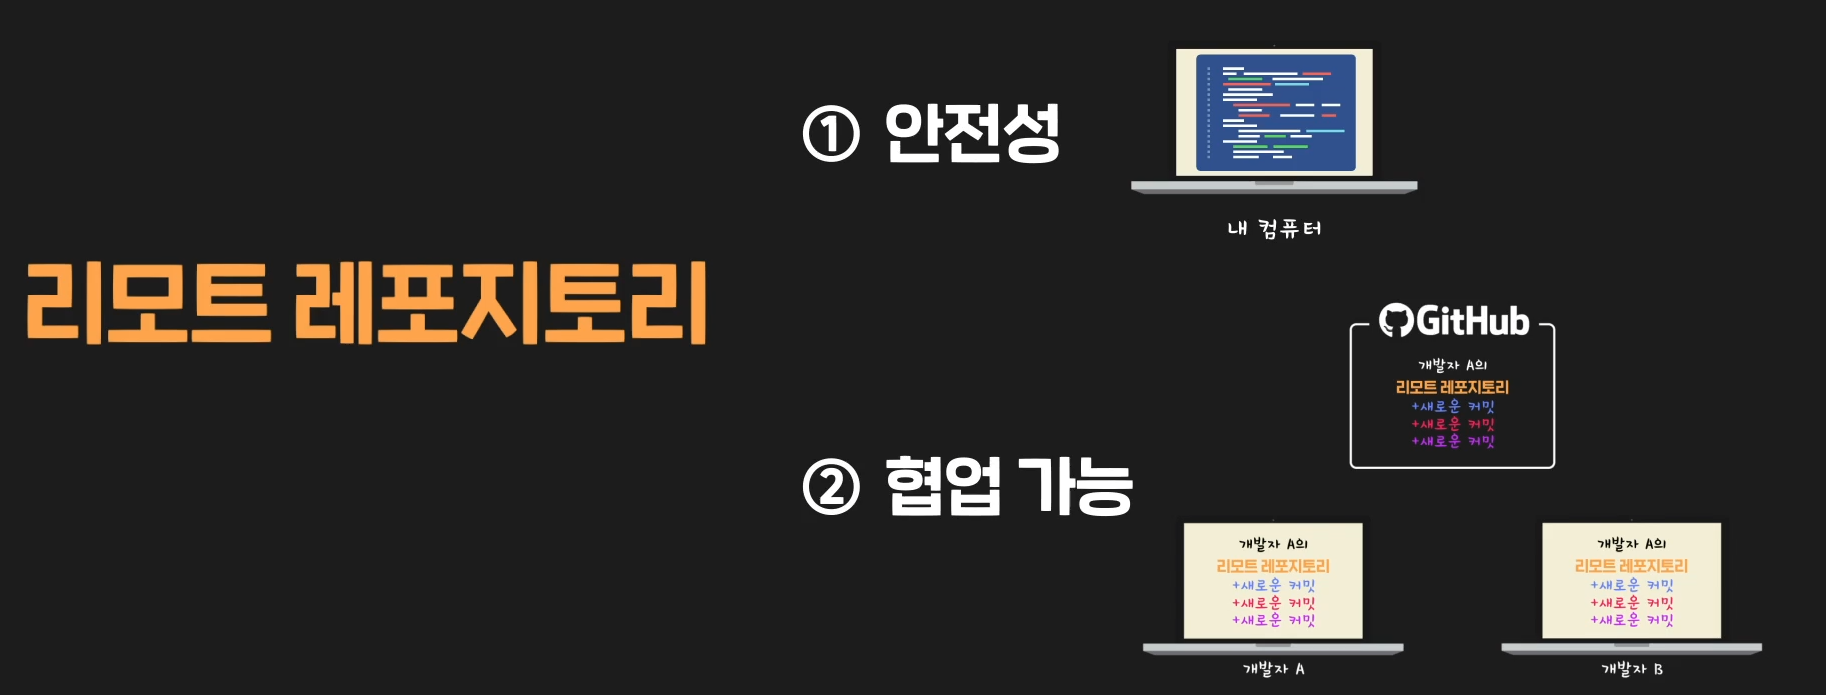 리모트 레포지토리
① 안전성
내 컴퓨터
② 협업 가능
GitHub
개발자 A의
리모트 레포지토리
+새로운 커밋
+새로운 커밋
+새로운 커밋
개발자 A의
리모트 레포지토리
+새로운 커밋
+새로운 커밋
+새로운 커밋
개발자 A
개발자 A의
리모트 레포지토리
+새로운 커밋
+새로운 커밋
+새로운 커밋
개발자 B